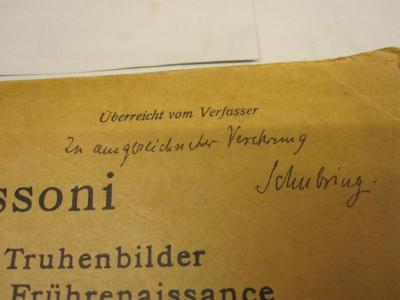 Überreicht vom Verfasser
In ausgezeichneter Verehrung
Schubring.
ssoni
Truhenbilder
Frührenaissance